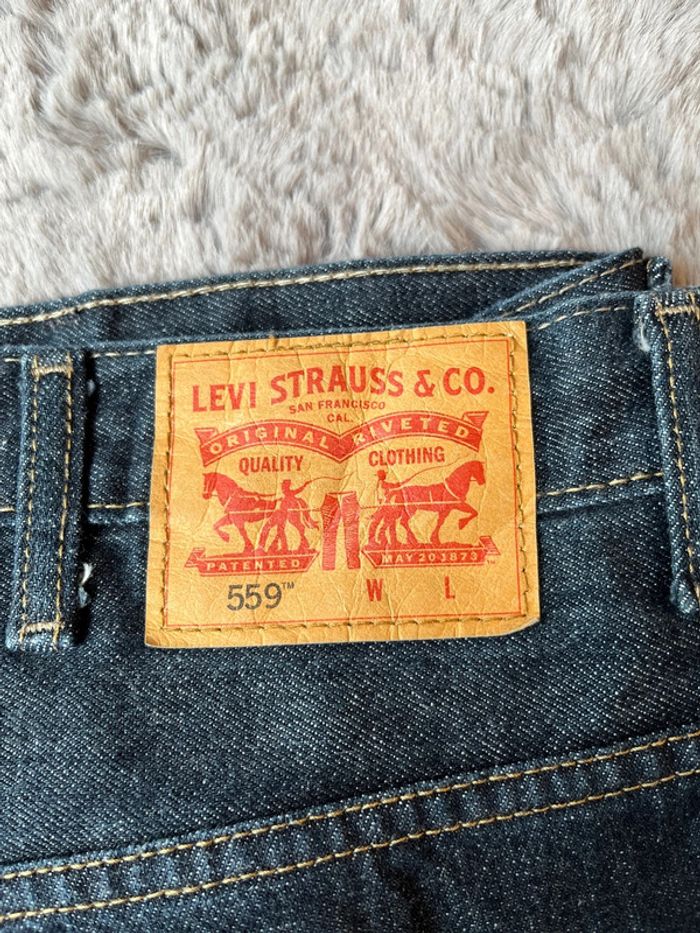 LEVI STRAUSS & CO.
SAN FRANCISCO
CAL.
ORIGINAL RIVETED
QUALITY CLOTHING
PATENTED MAY 20 1873
559™ W L